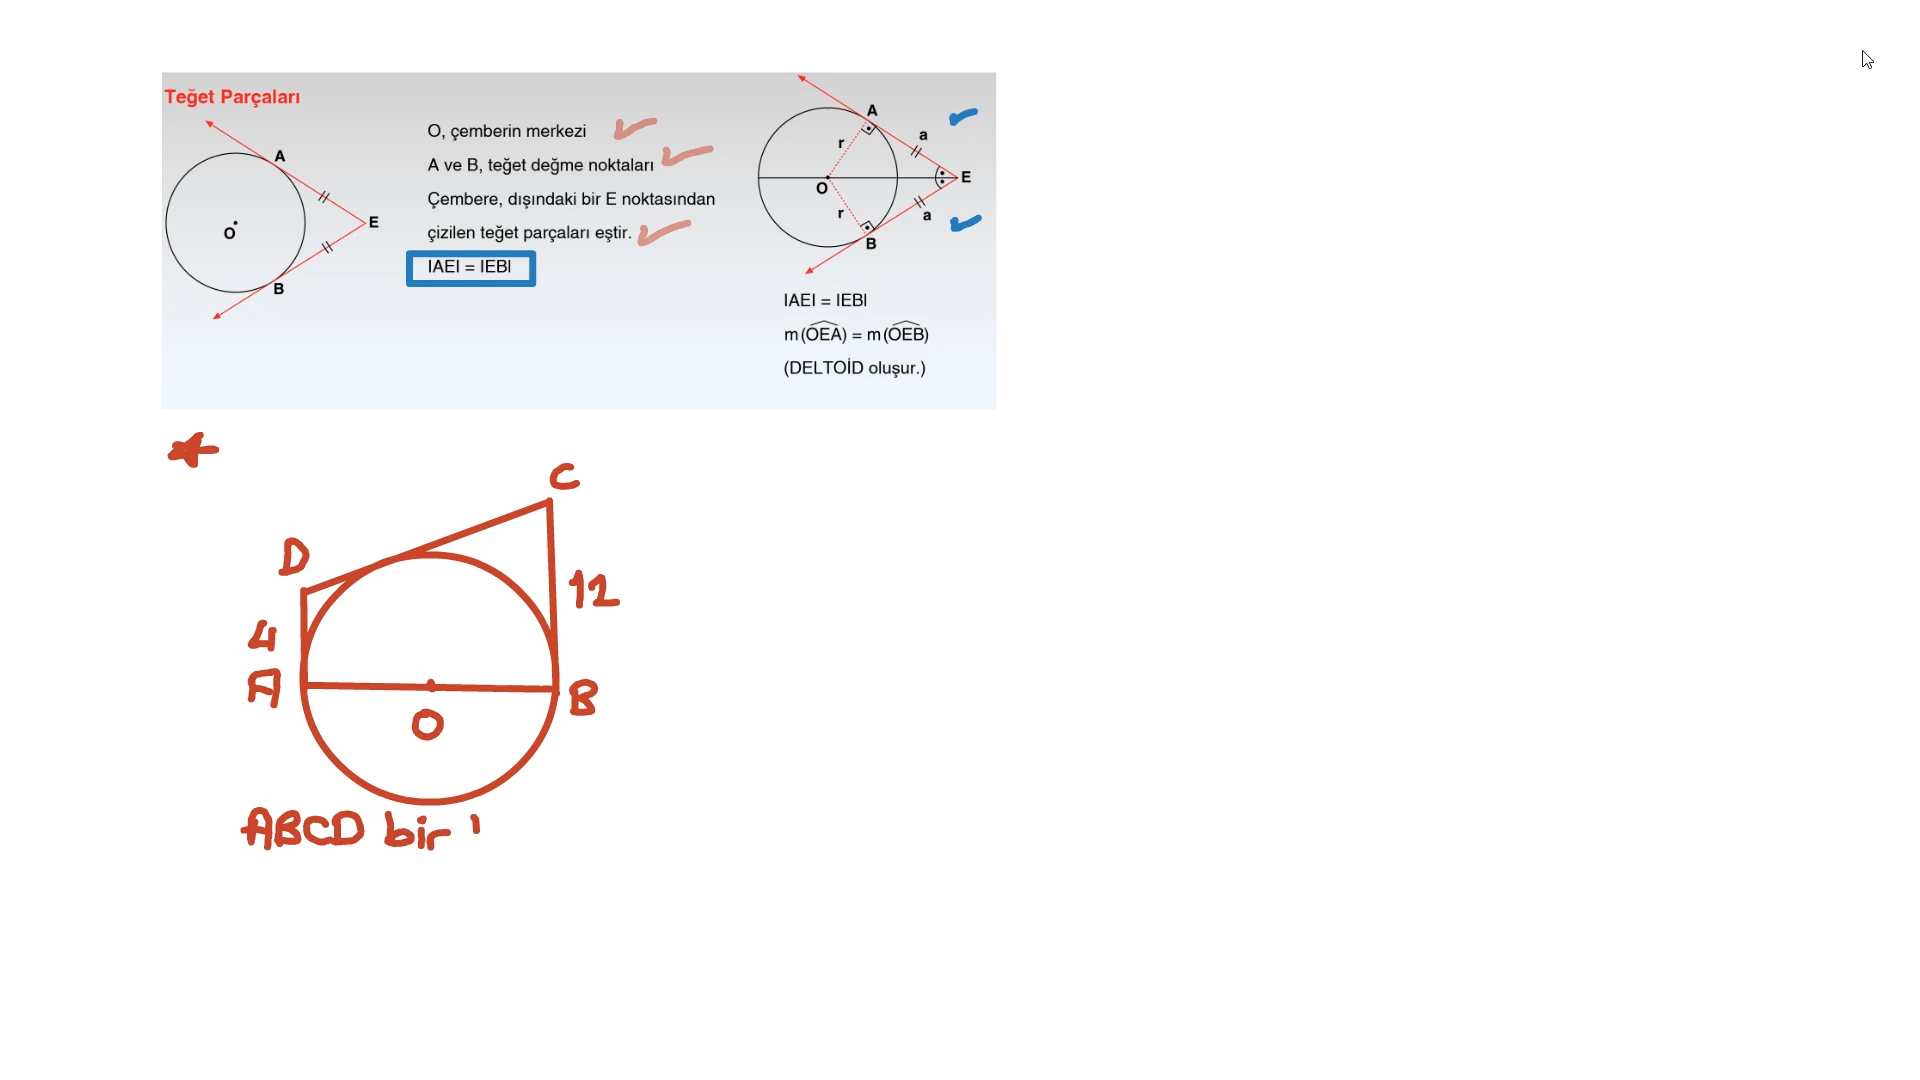 Teğet Parçaları
A
E
O
B
O, çemberin merkezi
A ve B, teğet değme noktaları
Çembere, dışındaki bir E noktasından
çizilen teğet parçaları eştir.
IAEI = IEBI
A
a
r
E
O
r
a
B
IAEI = IEBI
m(OEA) = m(OEB)
(DELTOİD oluşur.)
C
D
12
4
A
B
O
ABCD bir